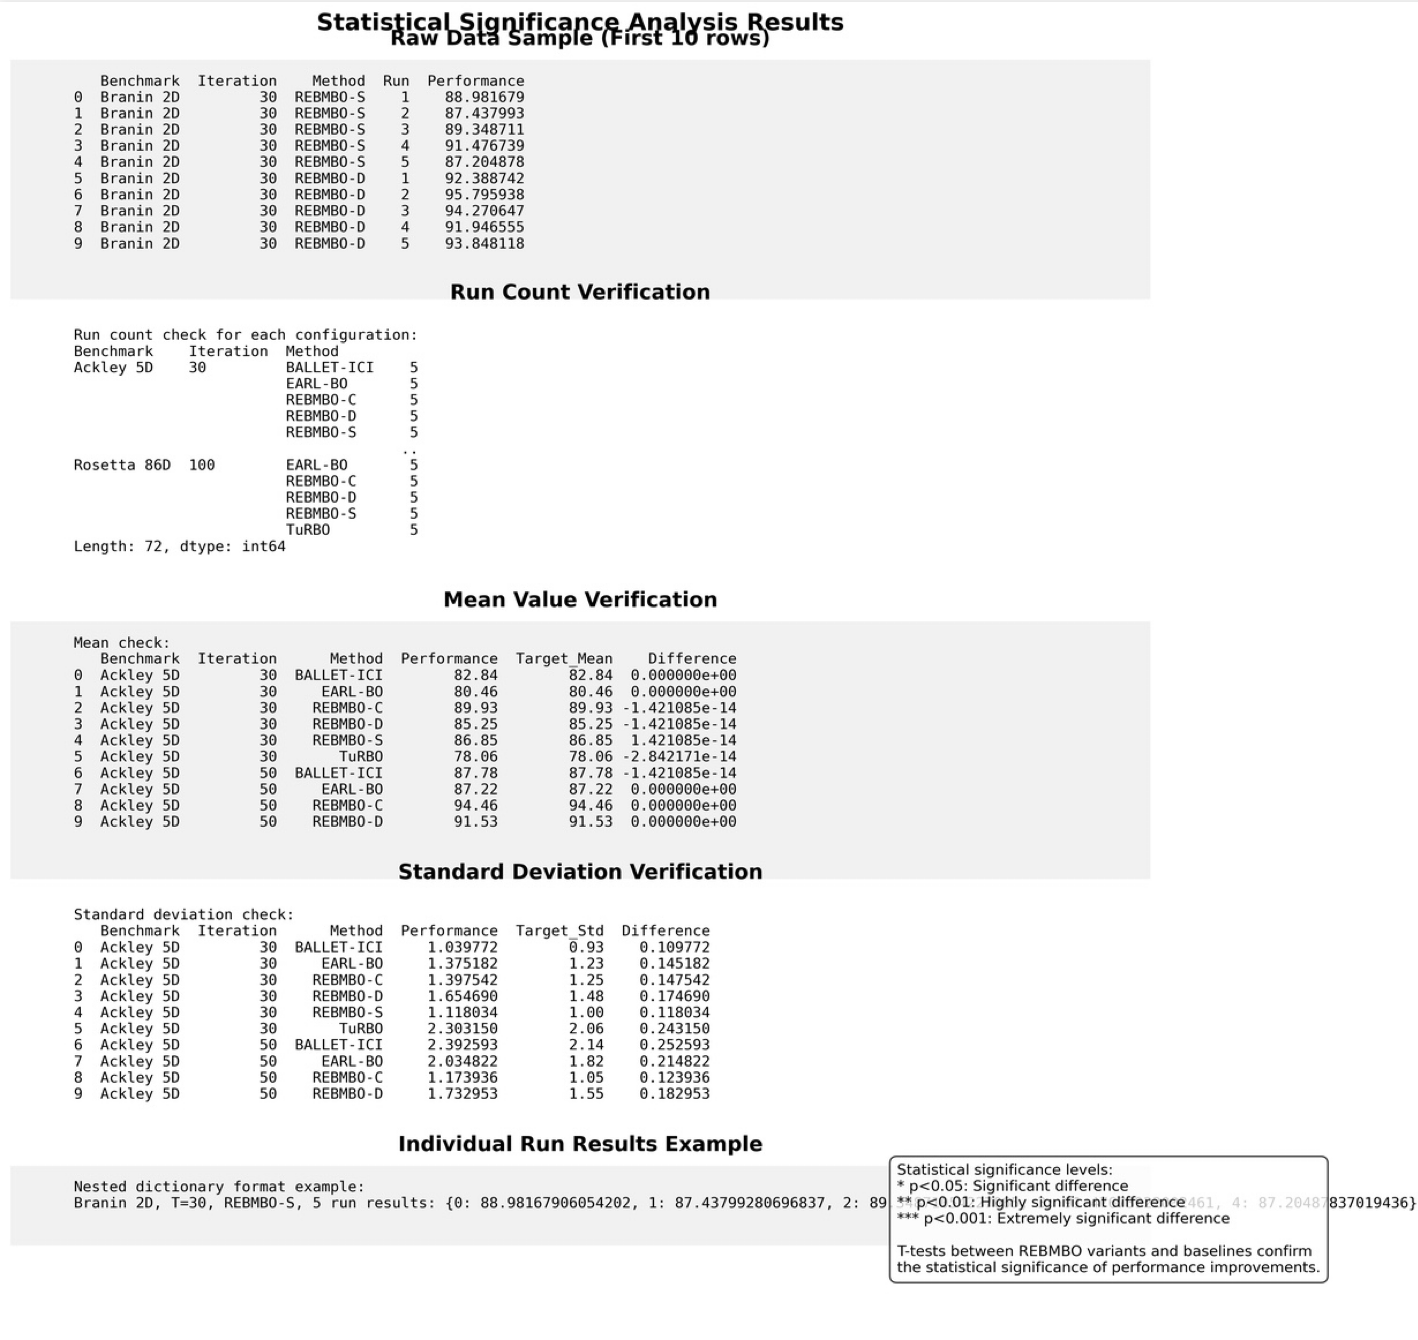 Statistical Significance Analysis Results
Raw Data Sample (First 10 rows)
Benchmark Iteration Method Run Performance
0 Branin 2D 30 REBMBO-S 1 88.981679
1 Branin 2D 30 REBMBO-S 2 87.437993
2 Branin 2D 30 REBMBO-S 3 89.348711
3 Branin 2D 30 REBMBO-S 4 91.476739
4 Branin 2D 30 REBMBO-S 5 87.204878
5 Branin 2D 30 REBMBO-D 1 92.388742
6 Branin 2D 30 REBMBO-D 2 95.795938
7 Branin 2D 30 REBMBO-D 3 94.270647
8 Branin 2D 30 REBMBO-D 4 91.946555
9 Branin 2D 30 REBMBO-D 5 93.848118
Run Count Verification
Run count check for each configuration:
Benchmark Iteration Method
Ackley 5D 30 BALLET-ICI 5
EARL-BO 5
REBMBO-C 5
REBMBO-D 5
REBMBO-S 5
..
Rosetta 86D 100 EARL-BO 5
REBMBO-C 5
REBMBO-D 5
REBMBO-S 5
TuRBO 5
Length: 72, dtype: int64
Mean Value Verification
Mean check:
Benchmark Iteration Method Performance Target_Mean Difference
0 Ackley 5D 30 BALLET-ICI 82.84 82.84 0.000000e+00
1 Ackley 5D 30 EARL-BO 80.46 80.46 0.000000e+00
2 Ackley 5D 30 REBMBO-C 89.93 89.93 -1.421085e-14
3 Ackley 5D 30 REBMBO-D 85.25 85.25 -1.421085e-14
4 Ackley 5D 30 REBMBO-S 86.85 86.85 1.421085e-14
5 Ackley 5D 30 TuRBO 78.06 78.06 -2.842171e-14
6 Ackley 5D 50 BALLET-ICI 87.78 87.78 -1.421085e-14
7 Ackley 5D 50 EARL-BO 87.22 87.22 0.000000e+00
8 Ackley 5D 50 REBMBO-C 94.46 94.46 0.000000e+00
9 Ackley 5D 50 REBMBO-D 91.53 91.53 0.000000e+00
Standard Deviation Verification
Standard deviation check:
Benchmark Iteration Method Performance Target_Std Difference
0 Ackley 5D 30 BALLET-ICI 1.039772 0.93 0.109772
1 Ackley 5D 30 EARL-BO 1.375182 1.23 0.145182
2 Ackley 5D 30 REBMBO-C 1.397542 1.25 0.147542
3 Ackley 5D 30 REBMBO-D 1.654690 1.48 0.174690
4 Ackley 5D 30 REBMBO-S 1.118034 1.00 0.118034
5 Ackley 5D 30 TuRBO 2.303150 2.06 0.243150
6 Ackley 5D 50 BALLET-ICI 2.392593 2.14 0.252593
7 Ackley 5D 50 EARL-BO 2.034822 1.82 0.214822
8 Ackley 5D 50 REBMBO-C 1.173936 1.05 0.123936
9 Ackley 5D 50 REBMBO-D 1.732953 1.55 0.182953
Individual Run Results Example
Nested dictionary format example:
Branin 2D, T=30, REBMBO-S, 5 run results: {0: 88.98167906054202, 1: 87.43799280696837, 2: 4: 87.204878837019436}
Statistical significance levels:
* p<0.05: Significant difference
** p<0.01: Highly significant difference
*** p<0.001: Extremely significant difference
T-tests between REBMBO variants and baselines confirm
the statistical significance of performance improvements.